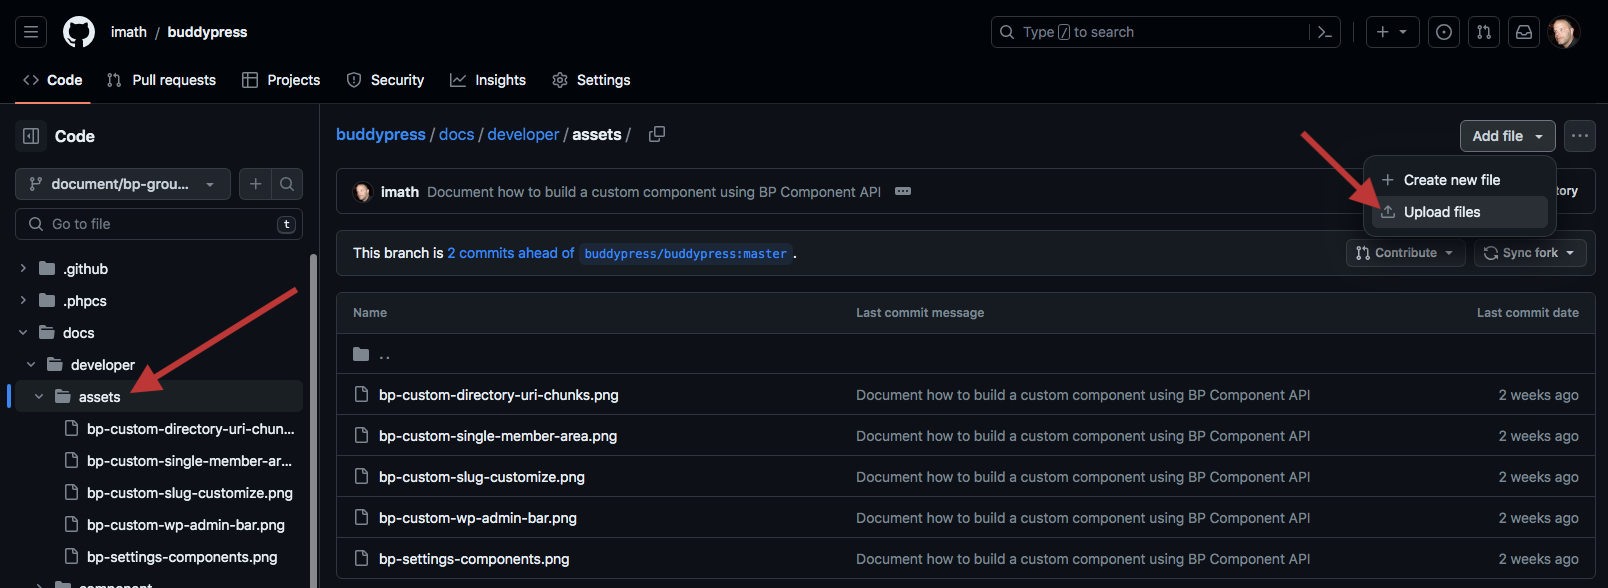 imath / buddypress
Type / to search
Code Pull requests Projects Security Insights Settings
Code
document/bp-grou...
Go to file t
.github
.phpcs
docs
developer
assets
bp-custom-directory-uri-chun...
bp-custom-single-member-ar...
bp-custom-slug-customize.png
bp-custom-wp-admin-bar.png
bp-settings-components.png
buddypress / docs / developer / assets /
Add file
Create new file
Upload files
imath Document how to build a custom component using BP Component API
This branch is 2 commits ahead of buddypress/buddypress:master .
Contribute Sync fork
Name Last commit message Last commit date
..
bp-custom-directory-uri-chunks.png Document how to build a custom component using BP Component API 2 weeks ago
bp-custom-single-member-area.png Document how to build a custom component using BP Component API 2 weeks ago
bp-custom-slug-customize.png Document how to build a custom component using BP Component API 2 weeks ago
bp-custom-wp-admin-bar.png Document how to build a custom component using BP Component API 2 weeks ago
bp-settings-components.png Document how to build a custom component using BP Component API 2 weeks ago